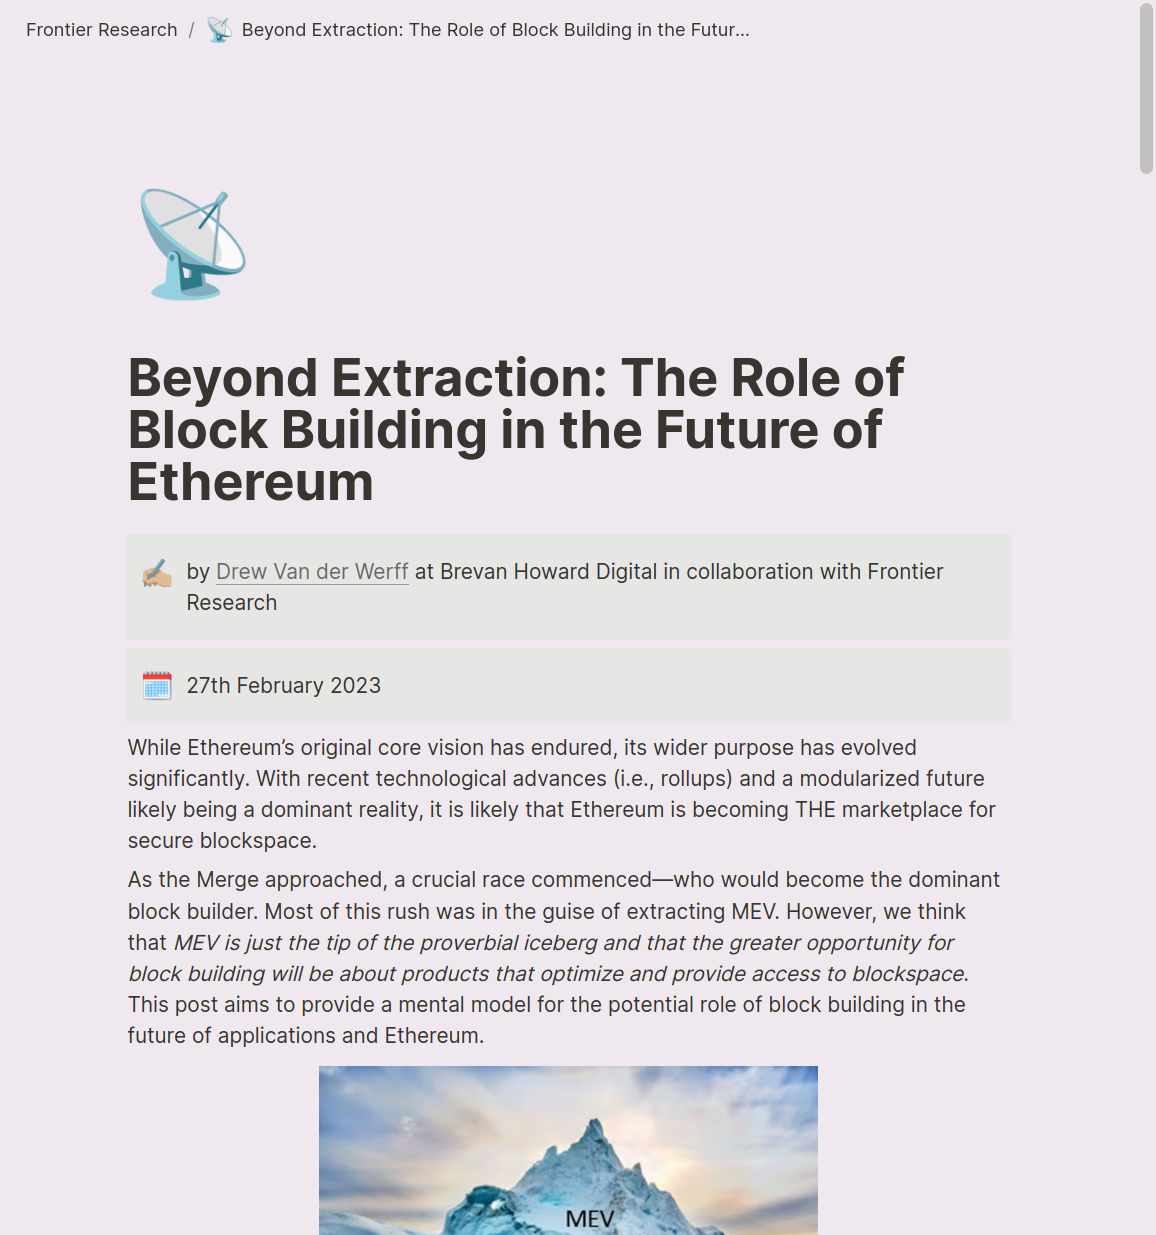 Frontier Research / Beyond Extraction: The Role of Block Building in the Futur...
Beyond Extraction: The Role of
Block Building in the Future of
Ethereum
by Drew Van der Werff at Brevan Howard Digital in collaboration with Frontier
Research
27th February 2023
While Ethereum’s original core vision has endured, its wider purpose has evolved
significantly. With recent technological advances (i.e., rollups) and a modularized future
likely being a dominant reality, it is likely that Ethereum is becoming THE marketplace for
secure blockspace.
As the Merge approached, a crucial race commenced—who would become the dominant
block builder. Most of this rush was in the guise of extracting MEV. However, we think
that MEV is just the tip of the proverbial iceberg and that the greater opportunity for
block building will be about products that optimize and provide access to blockspace.
This post aims to provide a mental model for the potential role of block building in the
future of applications and Ethereum.
MEV